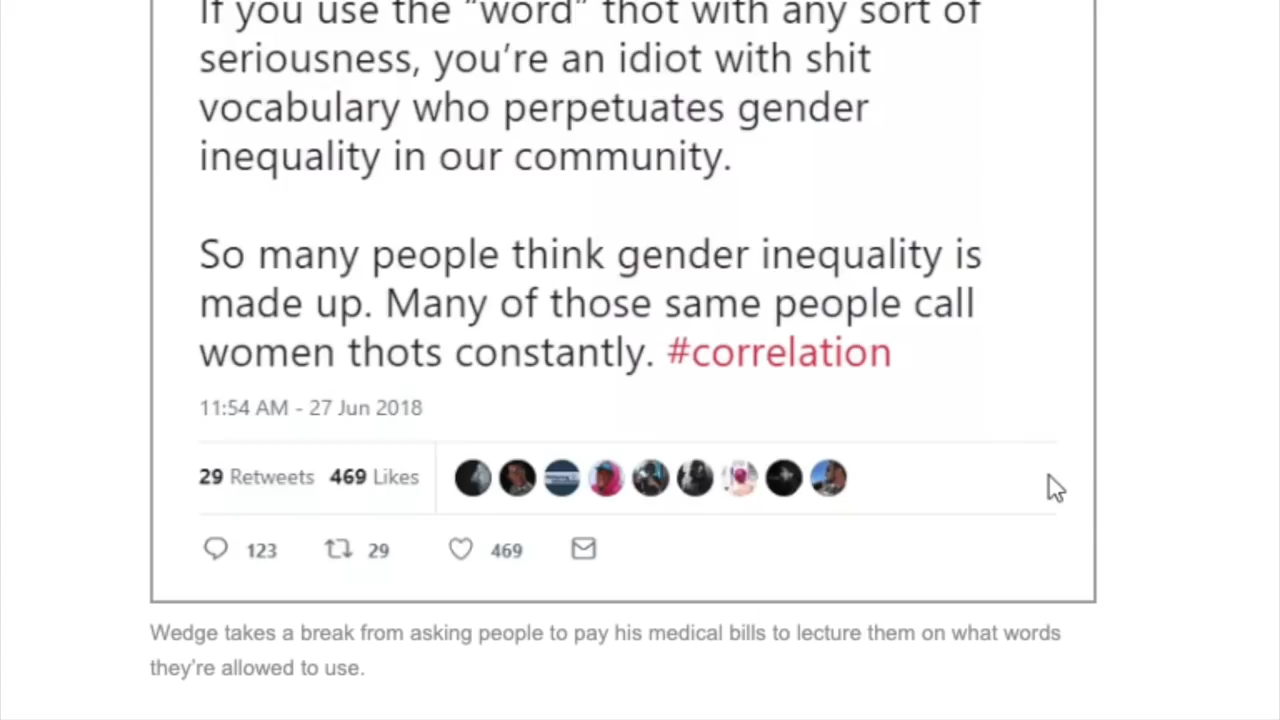 If you use the “word” thot with any sort of
seriousness, you’re an idiot with shit
vocabulary who perpetuates gender
inequality in our community.
So many people think gender inequality is
made up. Many of those same people call
women thots constantly. #correlation
11:54 AM - 27 Jun 2018
29 Retweets 469 Likes
123 29 469
Wedge takes a break from asking people to pay his medical bills to lecture them on what words
they’re allowed to use.